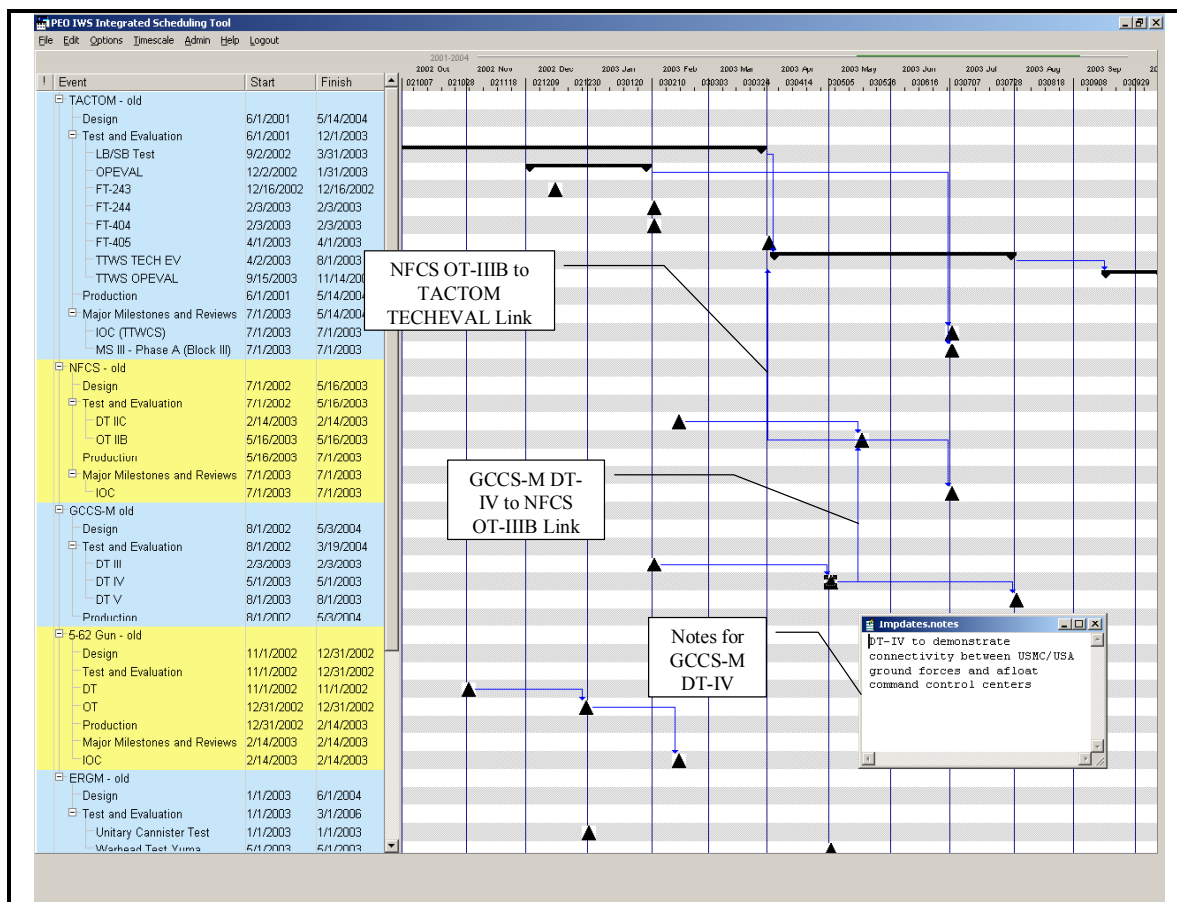 PEO IWS Integrated Scheduling Tool
File Edit Options Timescale Admin Help Logout
2001-2004
2002 Oct 2002 Nov 2002 Dec 2003 Jan 2003 Feb 2003 Mar 2003 Apr 2003 May 2003 Jun 2003 Jul 2003 Aug 2003 Sep 20
! Event Start Finish
021007 021028 021118 021209 021230 030120 030210 030303 030324 030414 030505 030526 030616 030707 030728 030818 030908 030929
TACTOM - old
Design 6/1/2001 5/14/2004
Test and Evaluation 6/1/2001 12/1/2003
LB/SB Test 9/2/2002 3/31/2003
OPEVAL 12/2/2002 1/31/2003
FT-243 12/16/2002 12/16/2002
FT-244 2/3/2003 2/3/2003
FT-404 2/3/2003 2/3/2003
FT-405 4/1/2003 4/1/2003
TTWS TECH EV 4/2/2003 8/1/2003
TTWS OPEVAL 9/15/2003 11/14/200
Production 6/1/2001 5/14/200
Major Milestones and Reviews 7/1/2003 5/14/200
IOC (TTWCS) 7/1/2003 7/1/2003
MS III - Phase A (Block III) 7/1/2003 7/1/2003
NFCS - old
Design 7/1/2002 5/16/2003
Test and Evaluation 7/1/2002 5/16/2003
DT IIC 2/14/2003 2/14/2003
OT IIB 5/16/2003 5/16/2003
Production 5/16/2003 7/1/2003
Major Milestones and Reviews 7/1/2003 7/1/2003
IOC 7/1/2003 7/1/2003
GCCS-M old
Design 8/1/2002 5/3/2004
Test and Evaluation 8/1/2002 3/19/2004
DT III 2/3/2003 2/3/2003
DT IV 5/1/2003 5/1/2003
DT V 8/1/2003 8/1/2003
Production 8/1/2002 5/3/2004
5-62 Gun - old
Design 11/1/2002 12/31/2002
Test and Evaluation 11/1/2002 12/31/2002
DT 11/1/2002 11/1/2002
OT 12/31/2002 12/31/2002
Production 12/31/2002 2/14/2003
Major Milestones and Reviews 2/14/2003 2/14/2003
IOC 2/14/2003 2/14/2003
ERGM - old
Design 1/1/2003 6/1/2004
Test and Evaluation 1/1/2003 3/1/2006
Unitary Cannister Test 1/1/2003 1/1/2003
Warhead Test Yuma 5/1/2003 5/1/2003
NFCS OT-IIIB to
TACTOM
TECHEVAL Link
GCCS-M DT-
IV to NFCS
OT-IIIB Link
Notes for
GCCS-M
DT-IV
Impdates.notes
DT-IV to demonstrate
connectivity between USMC/USA
ground forces and afloat
command control centers